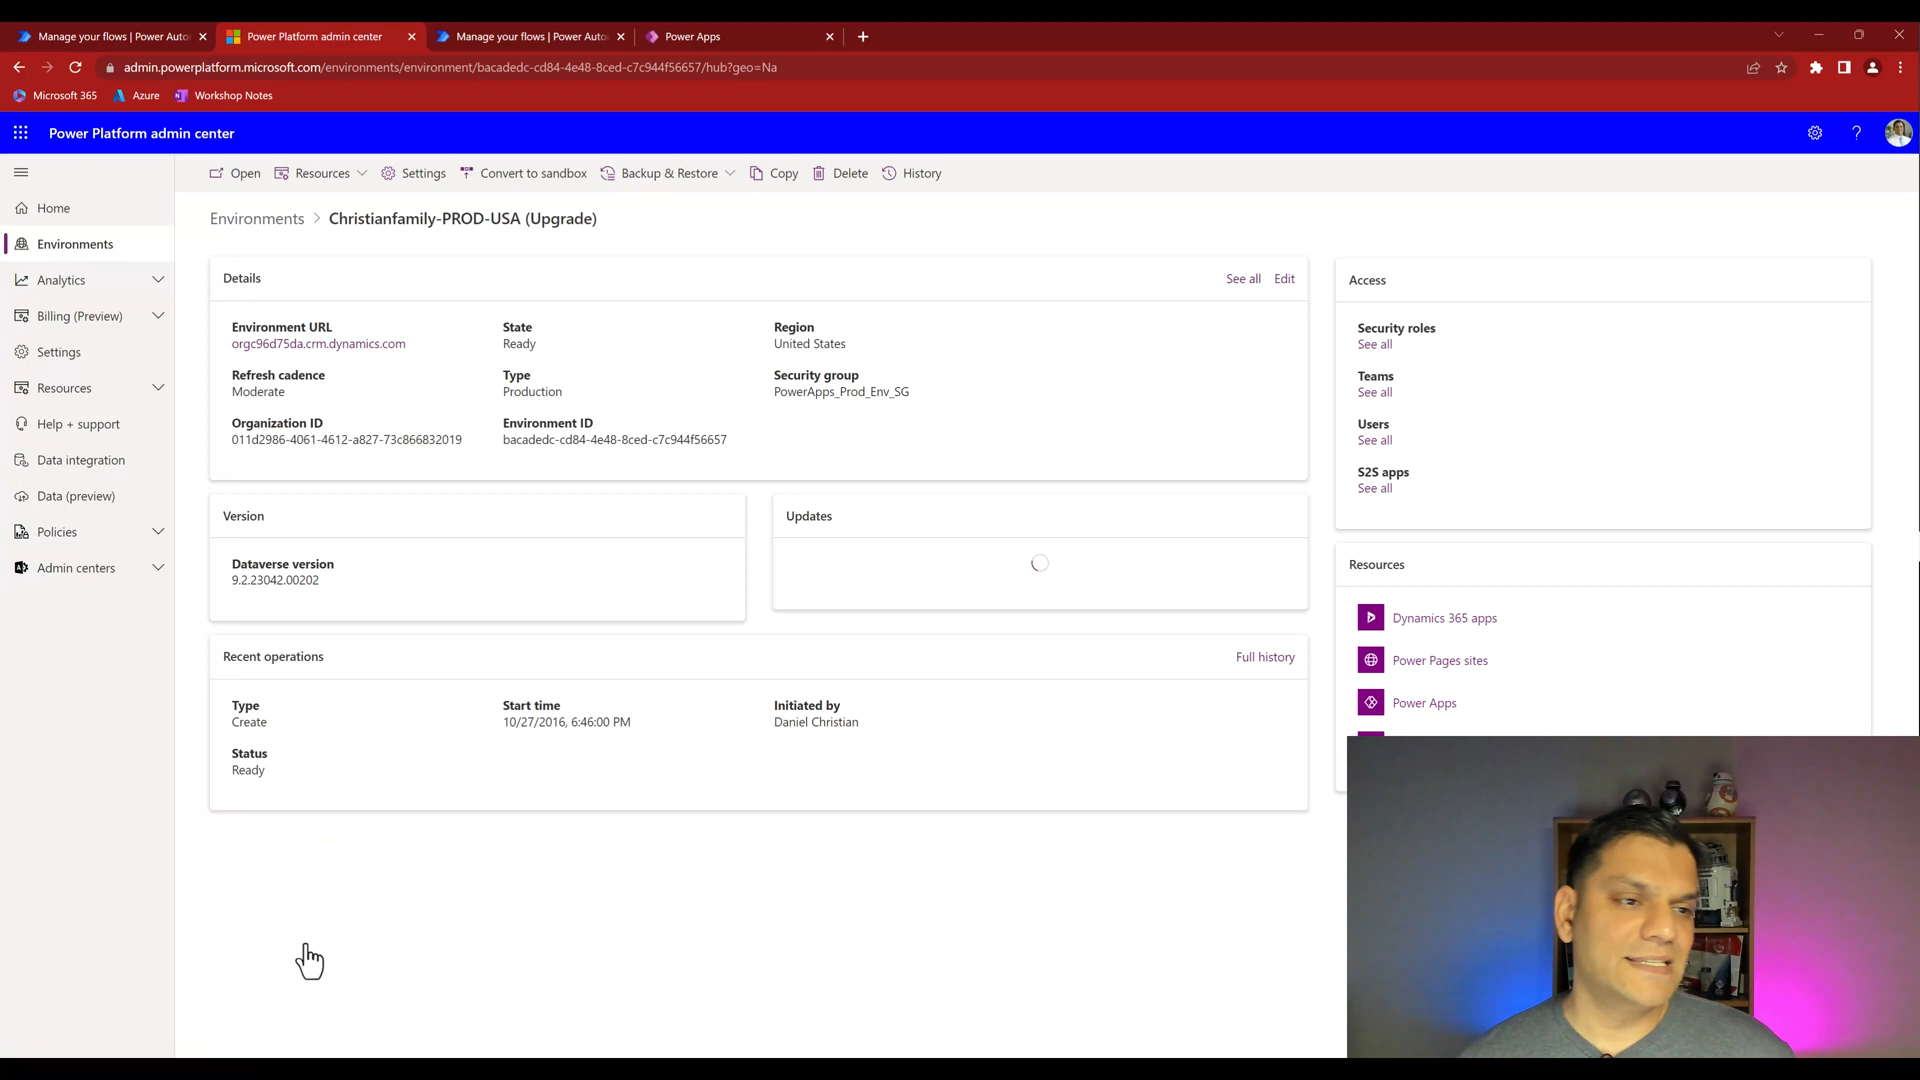 Manage your flows | Power Auto
Power Platform admin center
Manage your flows | Power Auto
Power Apps
admin.powerplatform.microsoft.com/environments/environment/bacadedc-cd84-4e48-8ced-c7c944f56657/hub?geo=Na
Microsoft 365
Azure
Workshop Notes
Power Platform admin center
Open
Resources
Settings
Convert to sandbox
Backup & Restore
Copy
Delete
History
Home
Environments
Analytics
Billing (Preview)
Settings
Resources
Help + support
Data integration
Data (preview)
Policies
Admin centers
Environments > Christianfamily-PROD-USA (Upgrade)
Details
See all
Edit
Environment URL
orgc96d75da.crm.dynamics.com
State
Ready
Region
United States
Refresh cadence
Moderate
Type
Production
Security group
PowerApps_Prod_Env_SG
Organization ID
011d2986-4061-4612-a827-73c866832019
Environment ID
bacadedc-cd84-4e48-8ced-c7c944f56657
Version
Dataverse version
9.2.23042.00202
Updates
Recent operations
Full history
Type
Create
Start time
10/27/2016, 6:46:00 PM
Initiated by
Daniel Christian
Status
Ready
Access
Security roles
See all
Teams
See all
Users
See all
S2S apps
See all
Resources
Dynamics 365 apps
Power Pages sites
Power Apps